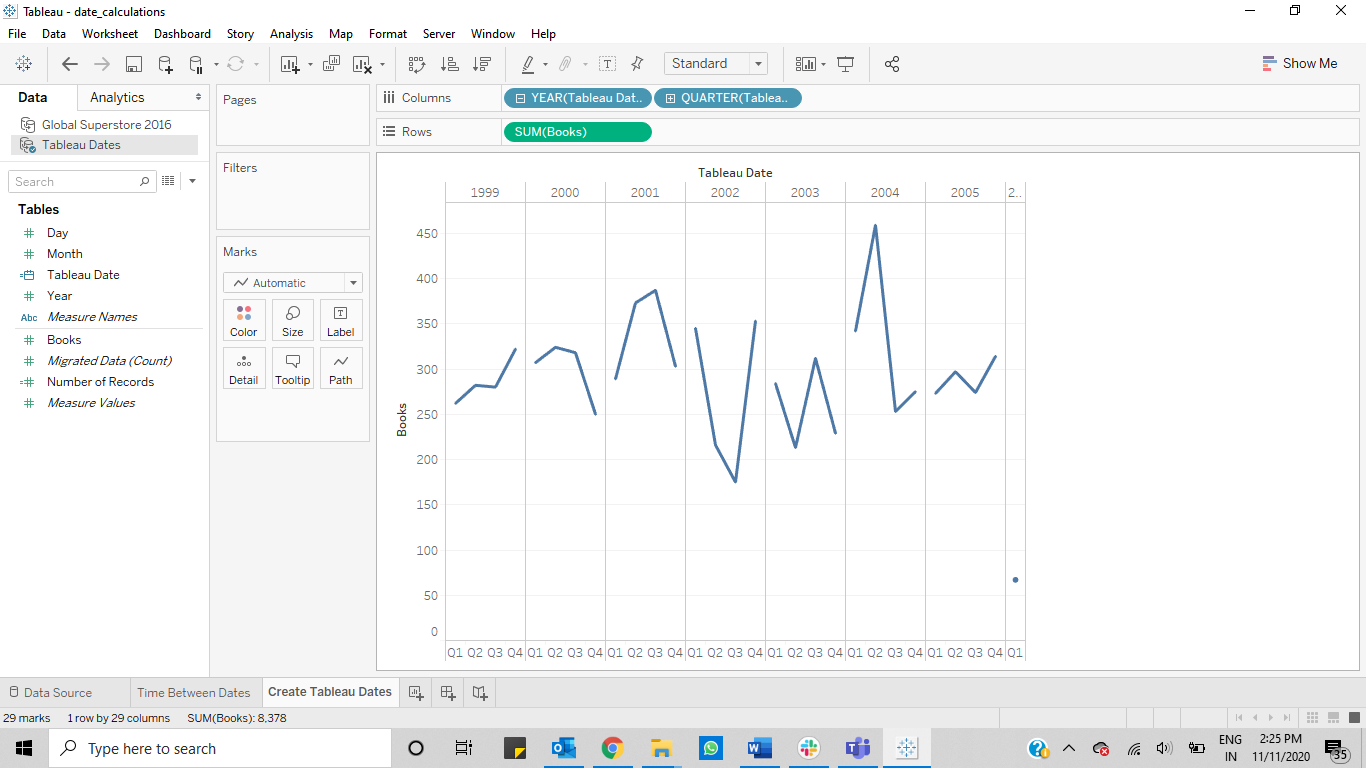 Tableau - date_calculations
File Data Worksheet Dashboard Story Analysis Map Format Server Window Help
Standard
Show Me
Data Analytics
Global Superstore 2016
Tableau Dates
Search
Tables
Day
Month
Tableau Date
Year
Abc Measure Names
Books
Migrated Data (Count)
Number of Records
Measure Values
Pages
Filters
Marks
Automatic
Color Size Label
Detail Tooltip Path
Columns YEAR(Tableau Dat.. QUARTER(Tablea..
Rows SUM(Books)
Tableau Date
1999 2000 2001 2002 2003 2004 2005 2..
Books
450
400
350
300
250
200
150
100
50
0
Q1 Q2 Q3 Q4 Q1 Q2 Q3 Q4 Q1 Q2 Q3 Q4 Q1 Q2 Q3 Q4 Q1 Q2 Q3 Q4 Q1 Q2 Q3 Q4 Q1 Q2 Q3 Q4 Q1
Data Source Time Between Dates Create Tableau Dates
29 marks 1 row by 29 columns SUM(Books): 8,378
Type here to search
ENG
IN
2:25 PM
11/11/2020
35